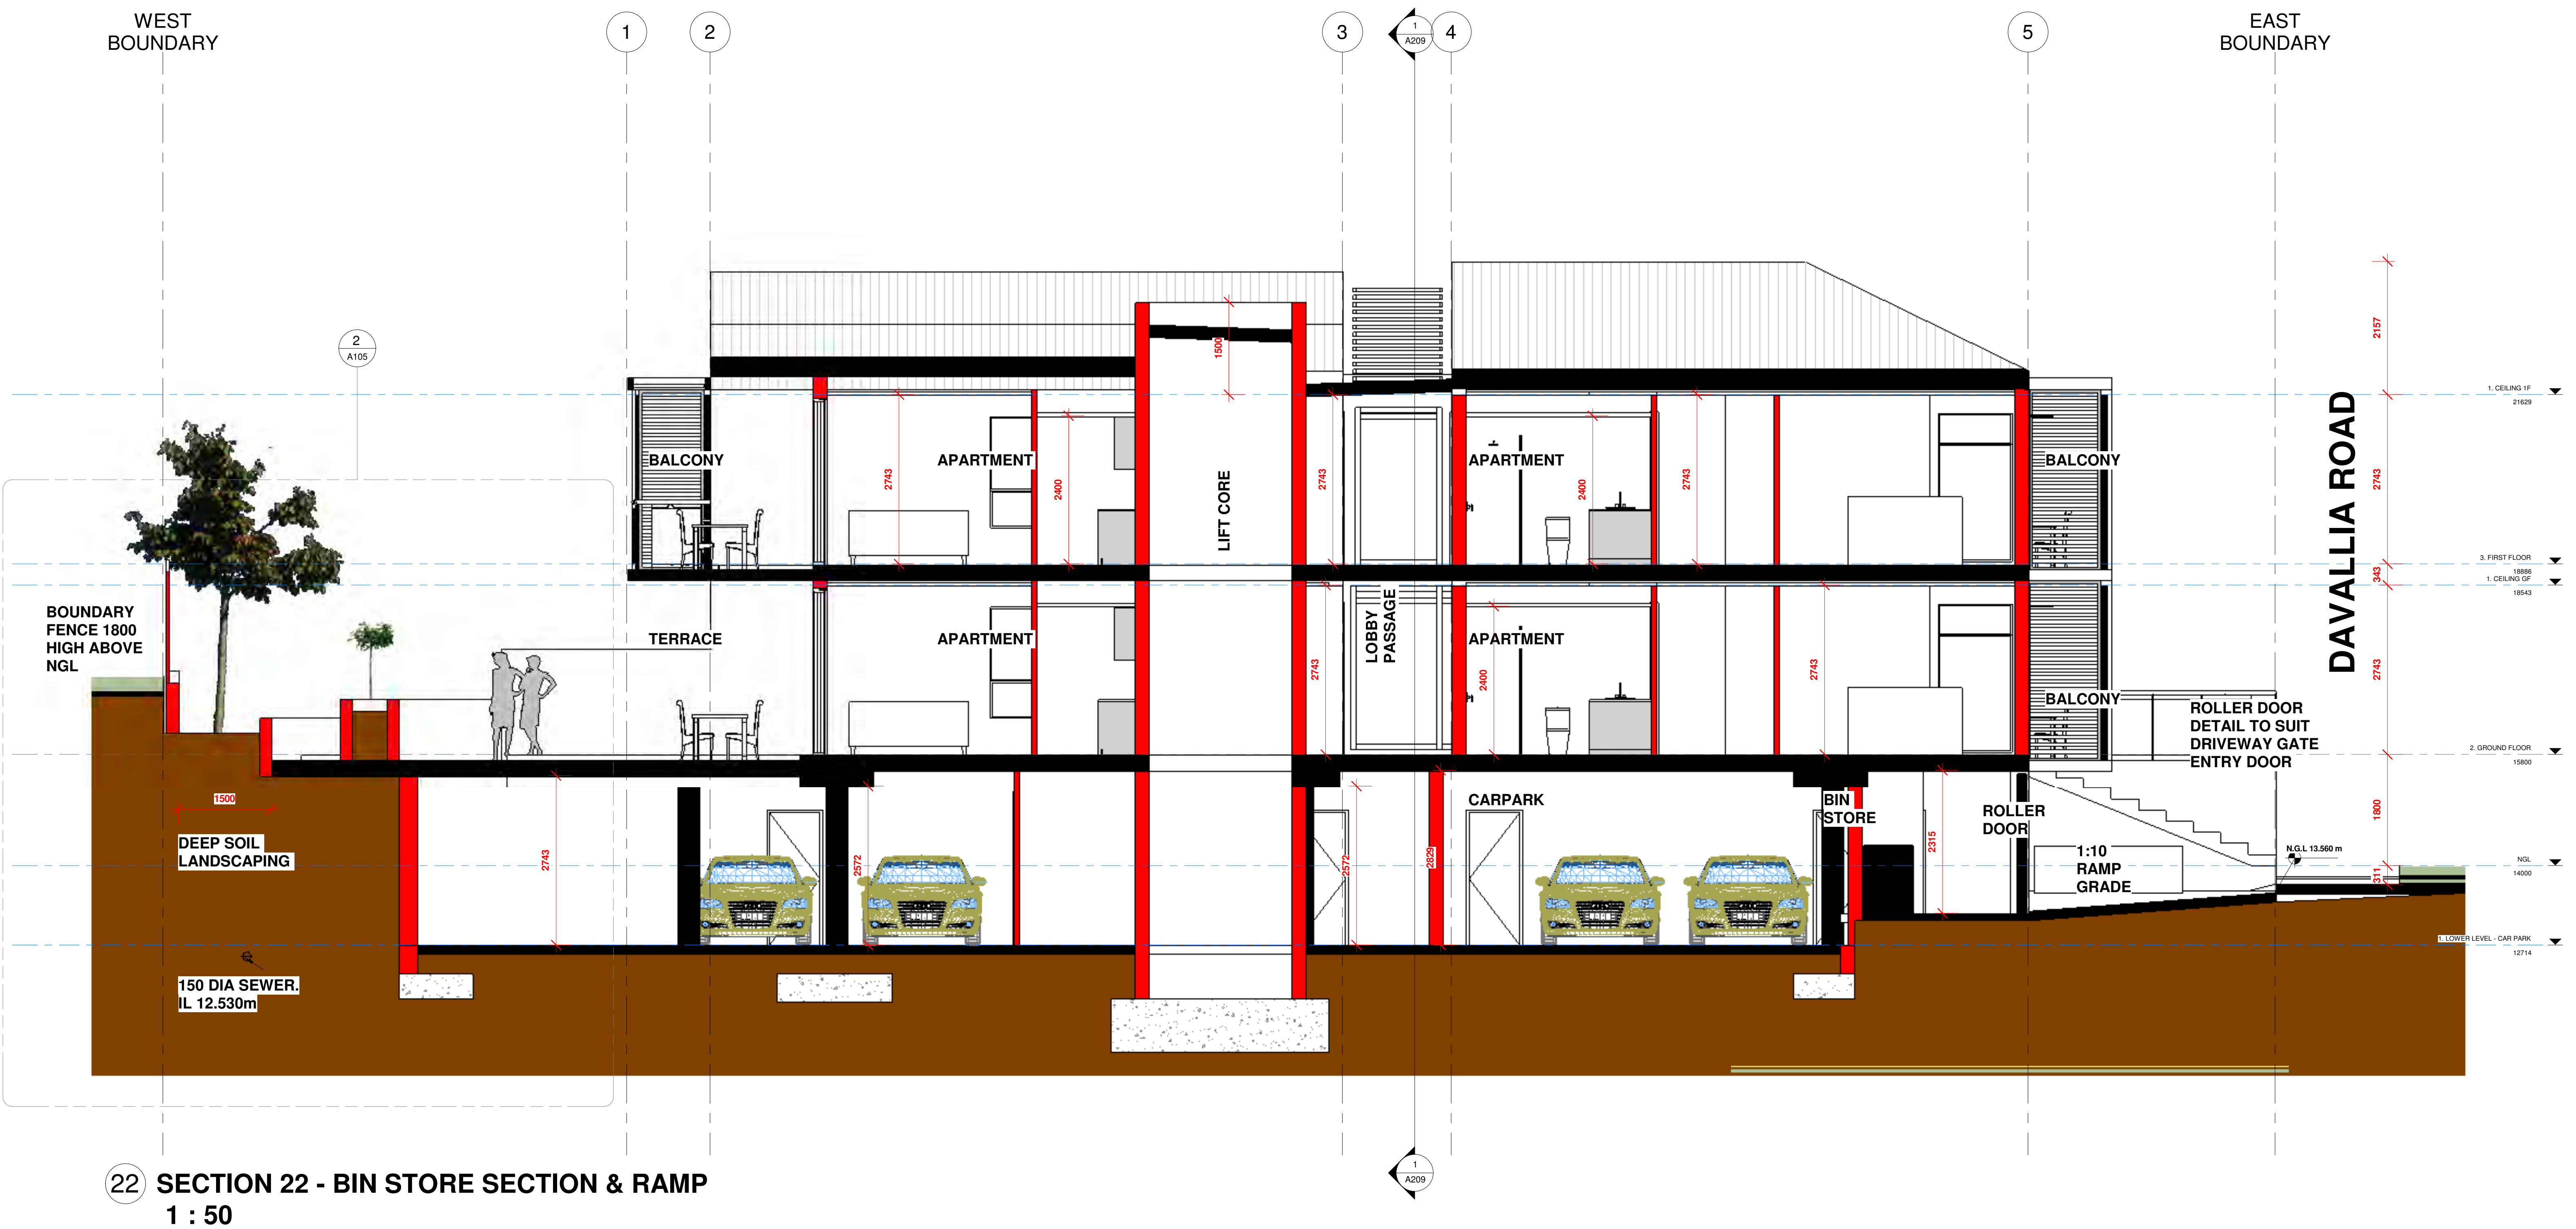 WEST
BOUNDARY
1
2
3
1
A209
4
5
EAST
BOUNDARY
2
A105
1500
2157
1. CEILING 1F
21629
BALCONY
2743
APARTMENT
2400
LIFT CORE
2743
APARTMENT
2400
2743
BALCONY
DAVALLIA ROAD
2743
3. FIRST FLOOR
18886
343
1. CEILING GF
18543
BOUNDARY
FENCE 1800
HIGH ABOVE
NGL
TERRACE
APARTMENT
2743
LOBBY
PASSAGE
APARTMENT
2400
2743
BALCONY
2743
ROLLER DOOR
DETAIL TO SUIT
DRIVEWAY GATE
ENTRY DOOR
2. GROUND FLOOR
15800
1500
DEEP SOIL
LANDSCAPING
2743
2572
2572
2829
CARPARK
BIN
STORE
2315
ROLLER
DOOR
1:10
RAMP
GRADE
N.G.L 13.560 m
1800
NGL
14000
311
1. LOWER LEVEL - CAR PARK
12714
150 DIA SEWER.
IL 12.530m
1
A209
22 SECTION 22 - BIN STORE SECTION & RAMP
1 : 50